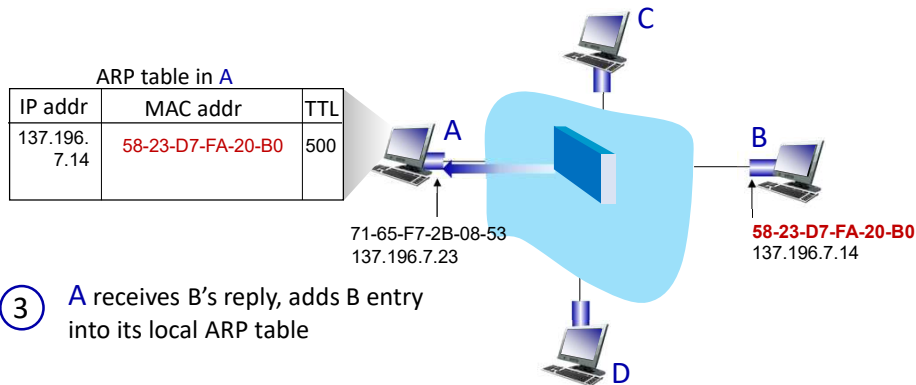 C
ARP table in A
IP addr MAC addr TTL
137.196.
7.14
58-23-D7-FA-20-B0 500
A
B
71-65-F7-2B-08-53
137.196.7.23
58-23-D7-FA-20-B0
137.196.7.14
3 A receives B's reply, adds B entry
into its local ARP table
D